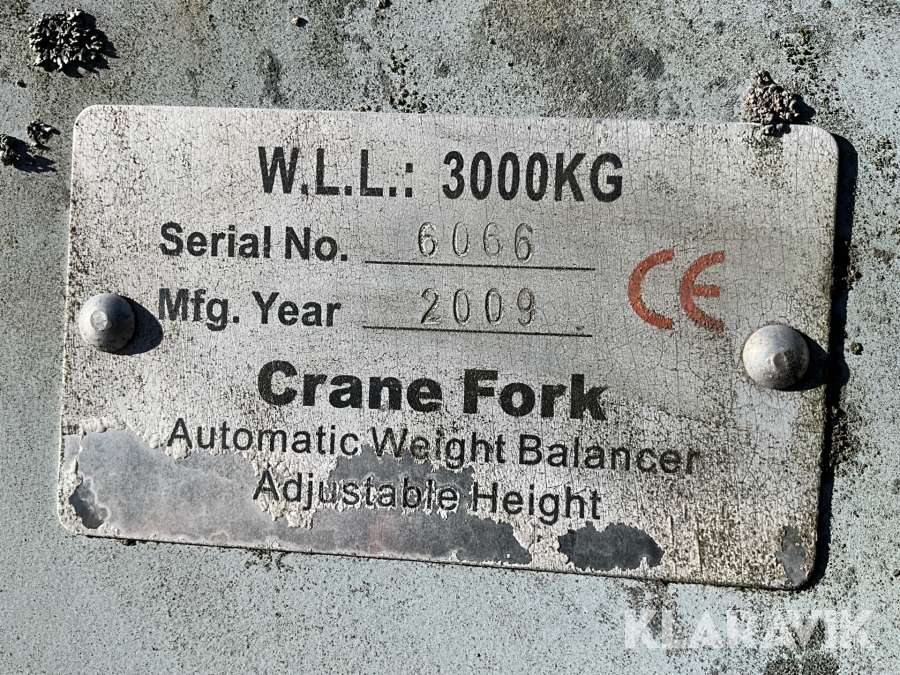 W.L.L.: 3000KG
Serial No. 6066
Mfg. Year 2009
CE
Crane Fork
Automatic Weight Balancer
Adjustable Height
KLARAVIK